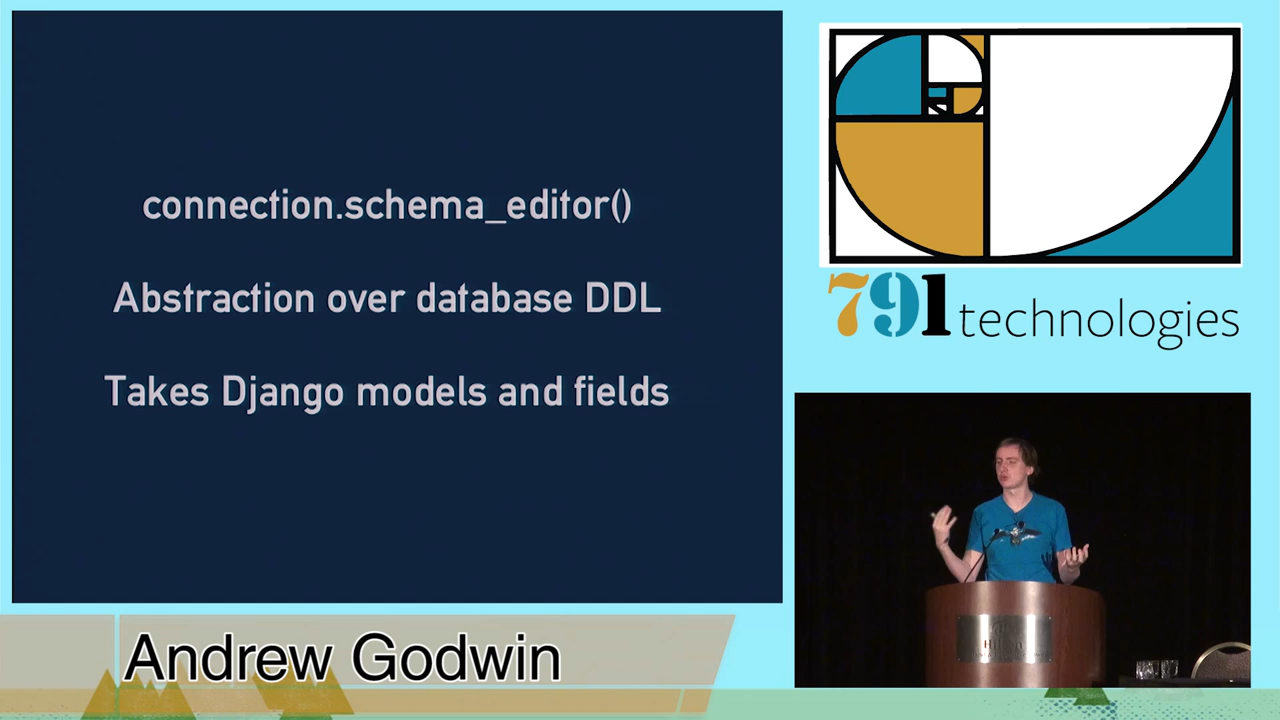 connection.schema_editor()
Abstraction over database DDL
Takes Django models and fields
791 technologies
Andrew Godwin